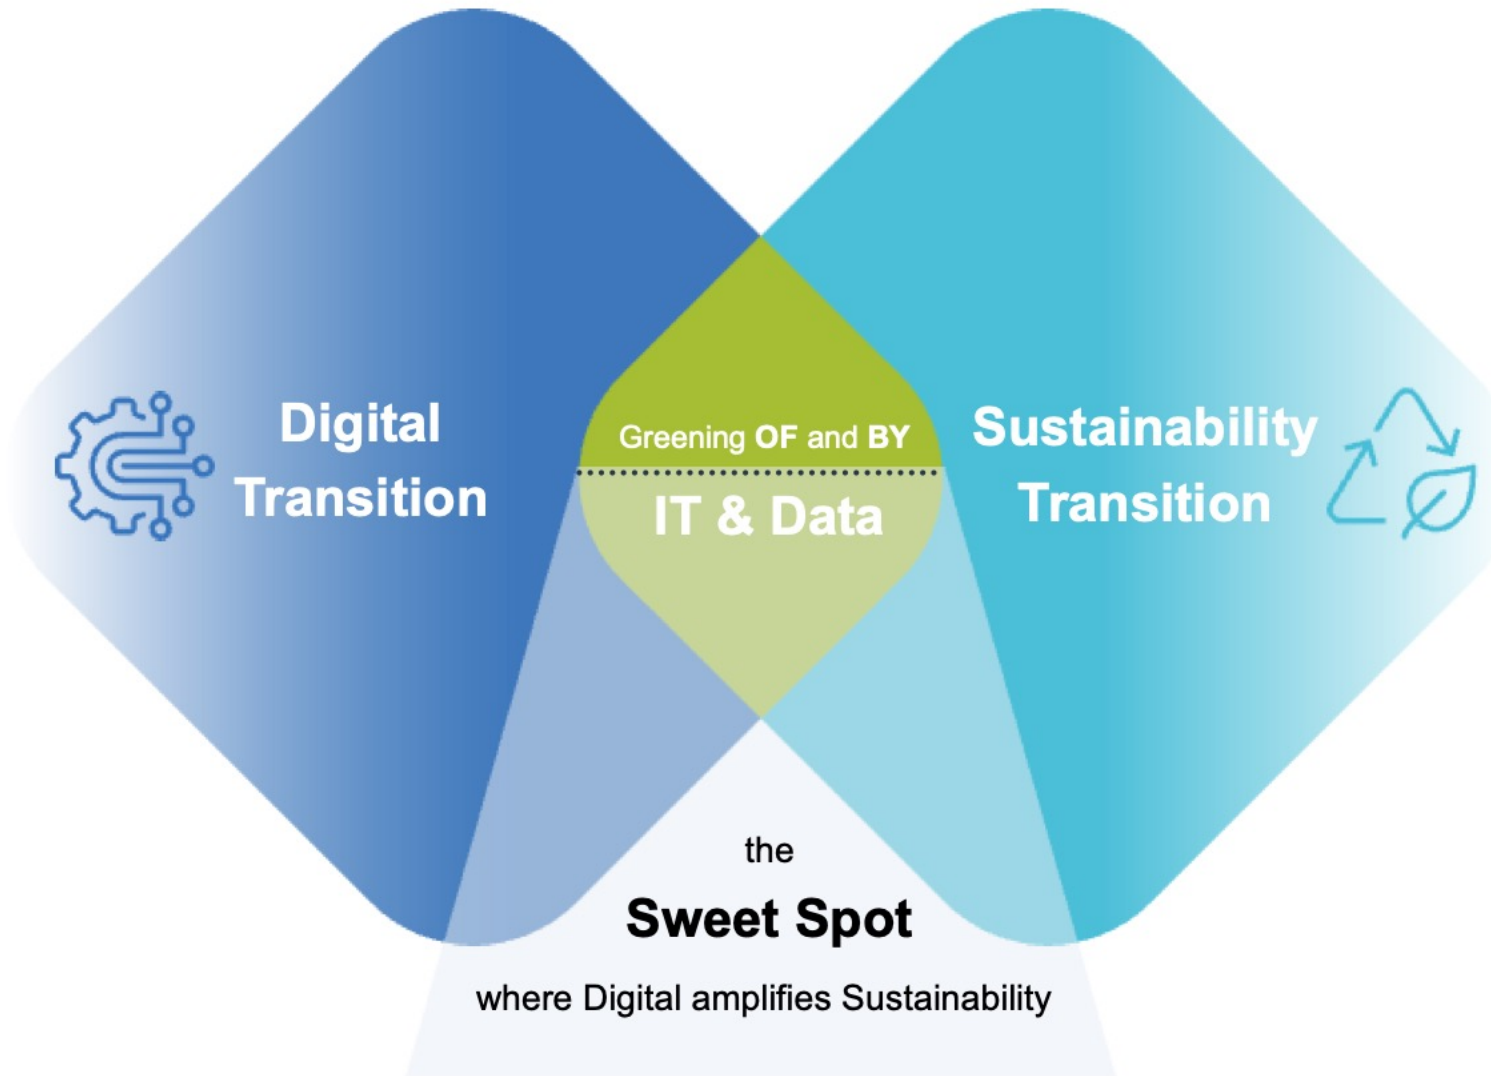 Digital
Transition
Greening OF and BY
IT & Data
Sustainability
Transition
the
Sweet Spot
where Digital amplifies Sustainability